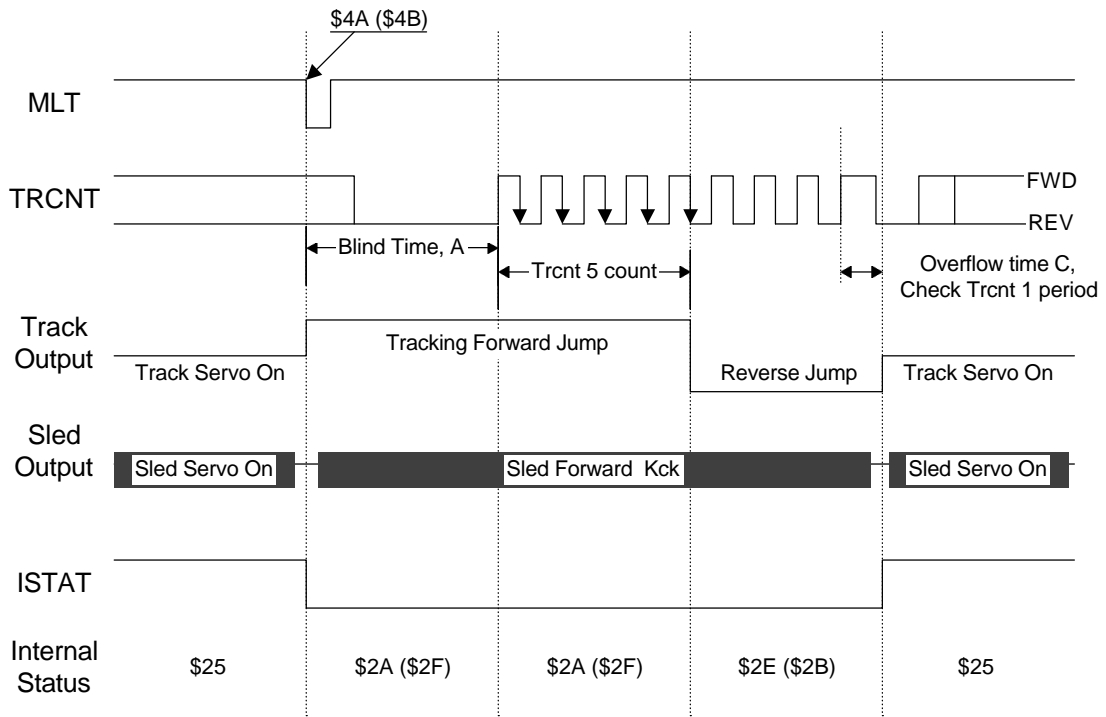 $4A ($4B)
MLT
TRCNT
FWD
REV
Blind Time, A
Trcnt 5 count
Overflow time C,
Check Trcnt 1 period
Track
Output
Tracking Forward Jump
Track Servo On
Reverse Jump
Track Servo On
Sled
Output
Sled Servo On
Sled Forward Kck
Sled Servo On
ISTAT
Internal
Status
$25
$2A ($2F)
$2A ($2F)
$2E ($2B)
$25